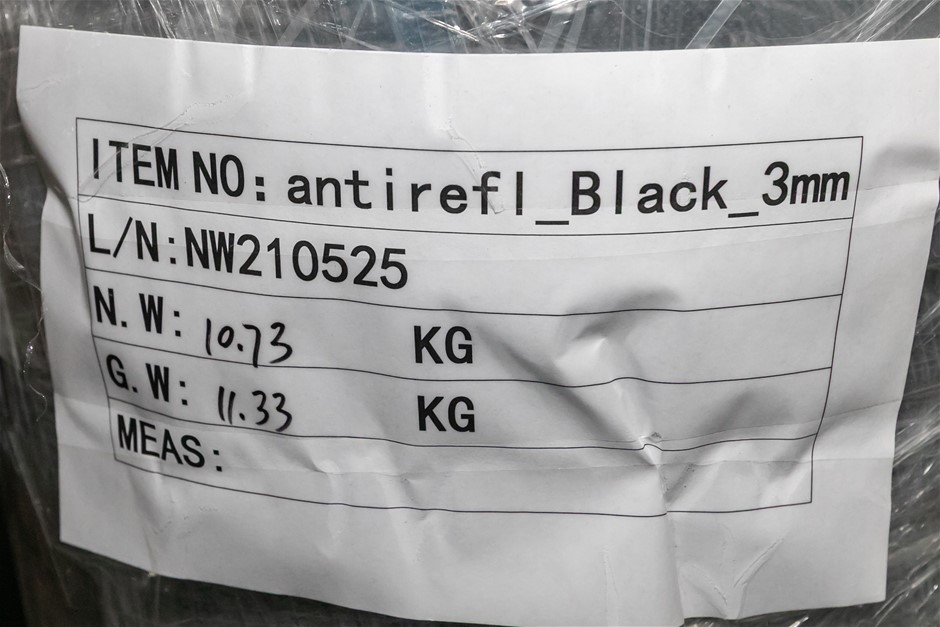 ITEM NO: antirefl_Black_3mm
L/N:NW210525
N.W: 10.73 KG
G.W: 11.33 KG
MEAS: